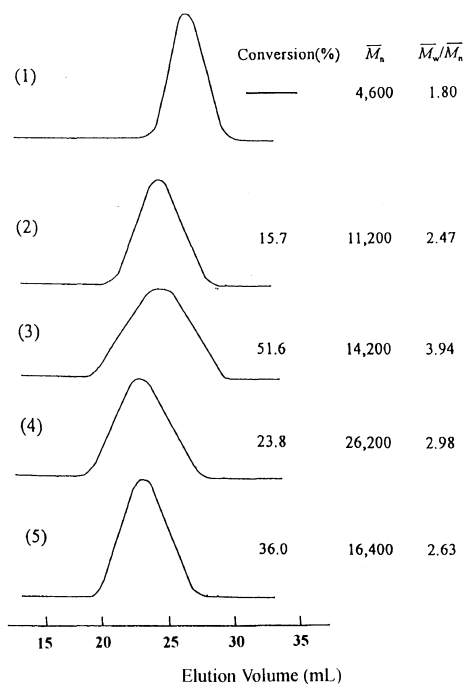 Conversion(%) M̅n M̅w/M̅n
(1) 4,600 1.80
(2) 15.7 11,200 2.47
(3) 51.6 14,200 3.94
(4) 23.8 26,200 2.98
(5) 36.0 16,400 2.63
15 20 25 30 35
Elution Volume (mL)